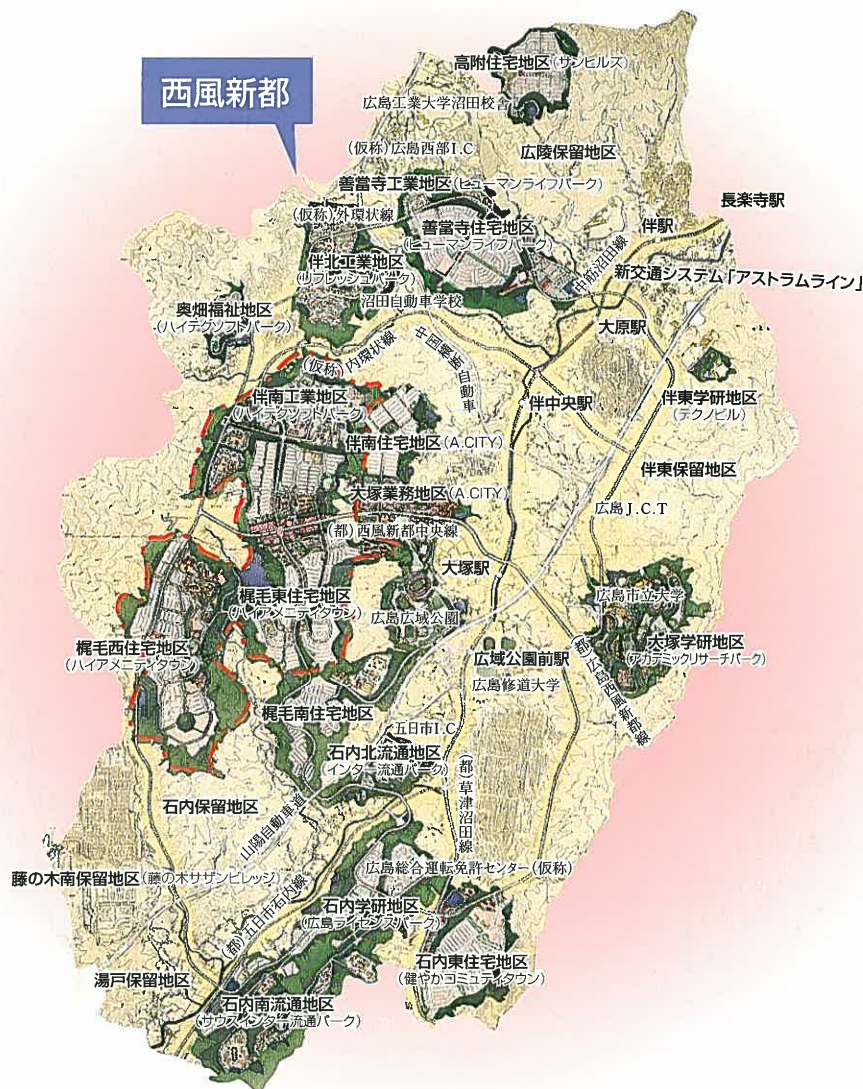 高附住宅地区(サンヒルズ)
西風新都
広島工業大学沼田校舎
(仮称)広島西部I.C
広陵保留地区
善當寺工業地区(ヒューマンライフパーク)
長楽寺駅
(仮称)外環状線
善當寺住宅地区
(ヒューマンライフパーク)
伴駅
中筋沼田線
伴北工業地区
(リフレッシュパーク)
新交通システム「アストラムライン」
沼田自動車学校
奥畑福祉地区
(ハイテクソフトパーク)
大原駅
中国横断自動車
(仮称)内環状線
伴南工業地区
(ハイテクソフトパーク
伴中央駅
伴東学研地区
(テクノビル)
伴南住宅地区(A.CITY)
伴東保留地区
大塚業務地区(A.CITY)
広島J.C.T
(都)西風新都中央線
大塚駅
梶毛東住宅地区
(ハイアメニティタウン)
広島市立大学
広島広域公園
梶毛西住宅地区
(ハイアメニティタウン)
大塚学研地区
(アカデミックリサーチパーク)
広域公園前駅
広島修道大学
(都)広島西風新都線
梶毛南住宅地区
五日市I.C
石内北流通地区
(インター流通パーク)
(都)草津沼田線
石内保留地区
山陽自動車道
広島総合運転免許センター(仮称)
藤の木南保留地区(藤の木サザンビレッジ)
石内学研地区
(広島ライセンスパーク)
(都)五日市石内線
石内東住宅地区
(健やかコミュティタウン)
湯戸保留地区
石内南流通地区
(サウスインター流通パーク)